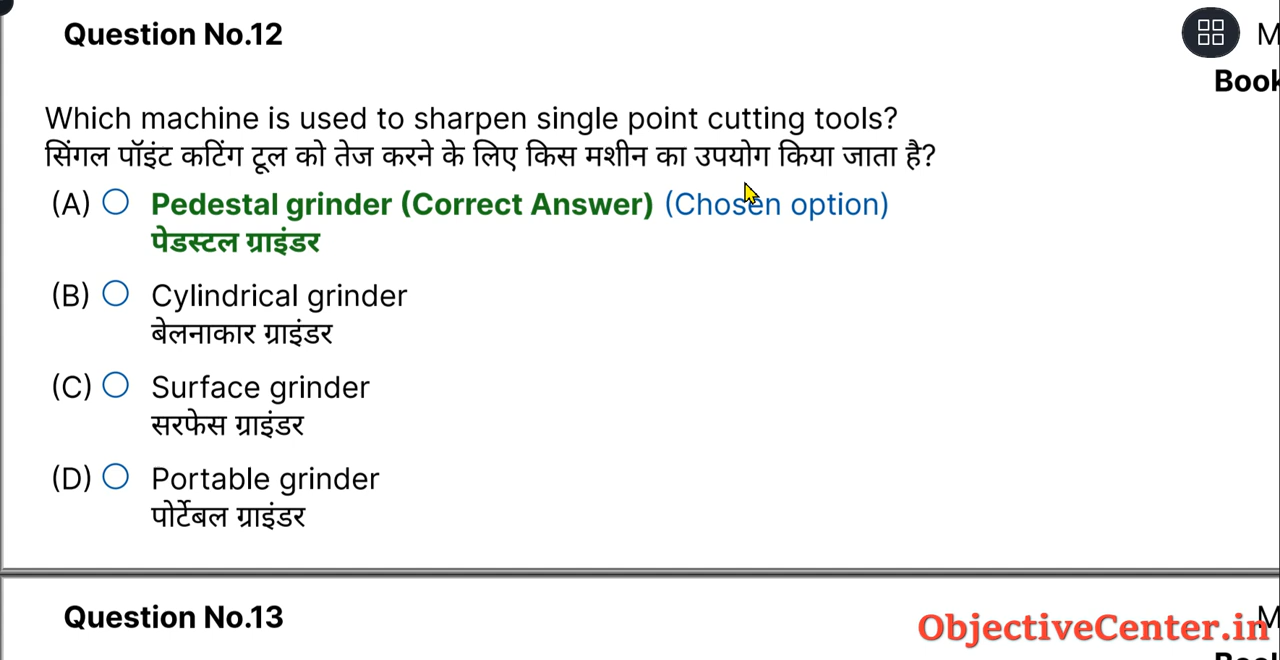 Question No.12
M
Book
Which machine is used to sharpen single point cutting tools?
सिंगल पॉइंट कटिंग टूल को तेज करने के लिए किस मशीन का उपयोग किया जाता है?
(A) Pedestal grinder (Correct Answer) (Chosen option)
पेडस्टल ग्राइंडर
(B) Cylindrical grinder
बेलनाकार ग्राइंडर
(C) Surface grinder
सरफेस ग्राइंडर
(D) Portable grinder
पोर्टेबल ग्राइंडर
Question No.13
M
ObjectiveCenter.in